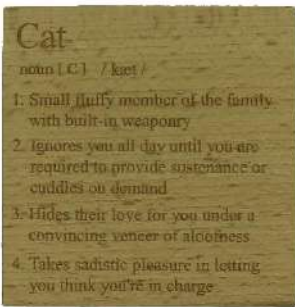 Cat
noun [ C ] / kæt /
1. Small fluffy member of the family
with built-in weaponry
2. Ignores you all day until you are
required to provide sustenance or
cuddles on demand
3. Hides their love for you under a
convincing veneer of aloofness
4. Takes sadistic pleasure in letting
you think you're in charge